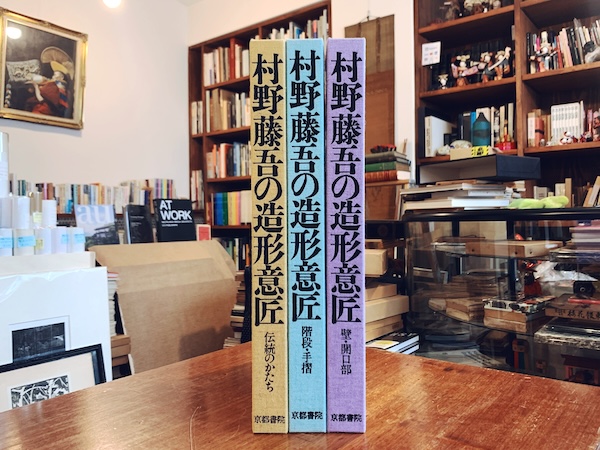 村野藤吾の造形意匠
伝統のかたち
京都書院
村野藤吾の造形意匠
階段・手摺
京都書院
村野藤吾の造形意匠
壁・開口部
京都書院
au
AT
WORK